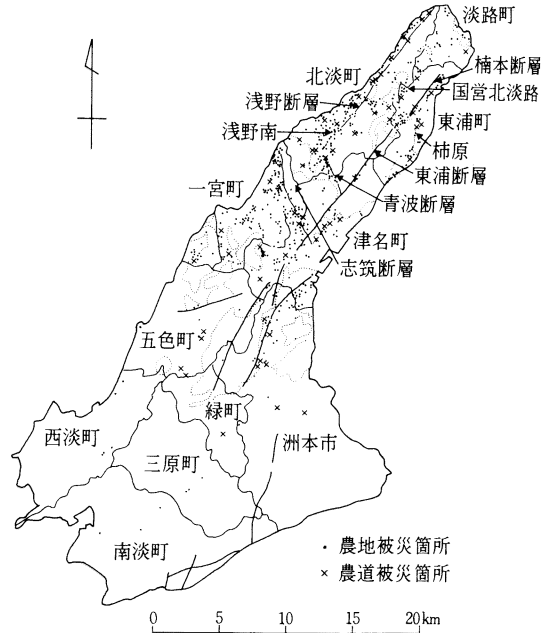 淡路町
北淡町
楠本断層
国営北淡路
浅野断層
東浦町
浅野南
柿原
東浦断層
一宮町
青波断層
津名町
志筑断層
五色町
緑町
西淡町
洲本市
三原町
南淡町
・農地被災箇所
×農道被災箇所
0 5 10 15 20km